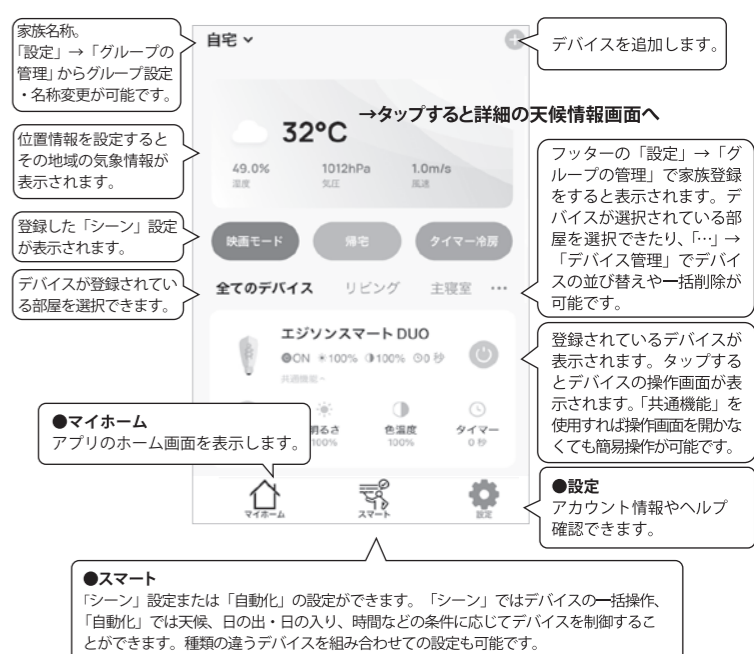 家族名称。
「設定」→「グループの
管理」からグループ設定
・名称変更が可能です。
自宅
デバイスを追加します。
位置情報を設定すると
その地域の気象情報が
表示されます。
32°C
→タップすると詳細の天候情報画面へ
49.0%
湿度
1012hPa
気圧
1.0m/s
風速
フッターの「設定」→「グ
ループの管理」で家族登録
をすると表示されます。デ
バイスが選択されている部
屋を選択できたり、「…」→
「デバイス管理」でデバイ
スの並び替えや一括削除が
可能です。
登録した「シーン」設定
が表示されます。
映画モード
帰宅
タイマー冷房
デバイスが登録されてい
る部屋を選択できます。
全てのデバイス リビング 主寝室 •••
エジソンスマート DUO
ON 100% 100% 0 秒
共通機能
登録されているデバイスが
表示されます。タップする
とデバイスの操作画面が表
示されます。「共通機能」を
使用すれば操作画面を開かな
くても簡易操作が可能です。
●マイホーム
アプリのホーム画面を表示します。
明るさ
100%
色温度
100%
タイマー
0 秒
マイホーム
スマート
設定
●設定
アカウント情報やヘルプ
確認できます。
●スマート
「シーン」設定または「自動化」の設定ができます。「シーン」ではデバイスの一括操作、
「自動化」では天候、日の出・日の入り、時間などの条件に応じてデバイスを制御するこ
とができます。種類の違うデバイスを組み合わせての設定も可能です。